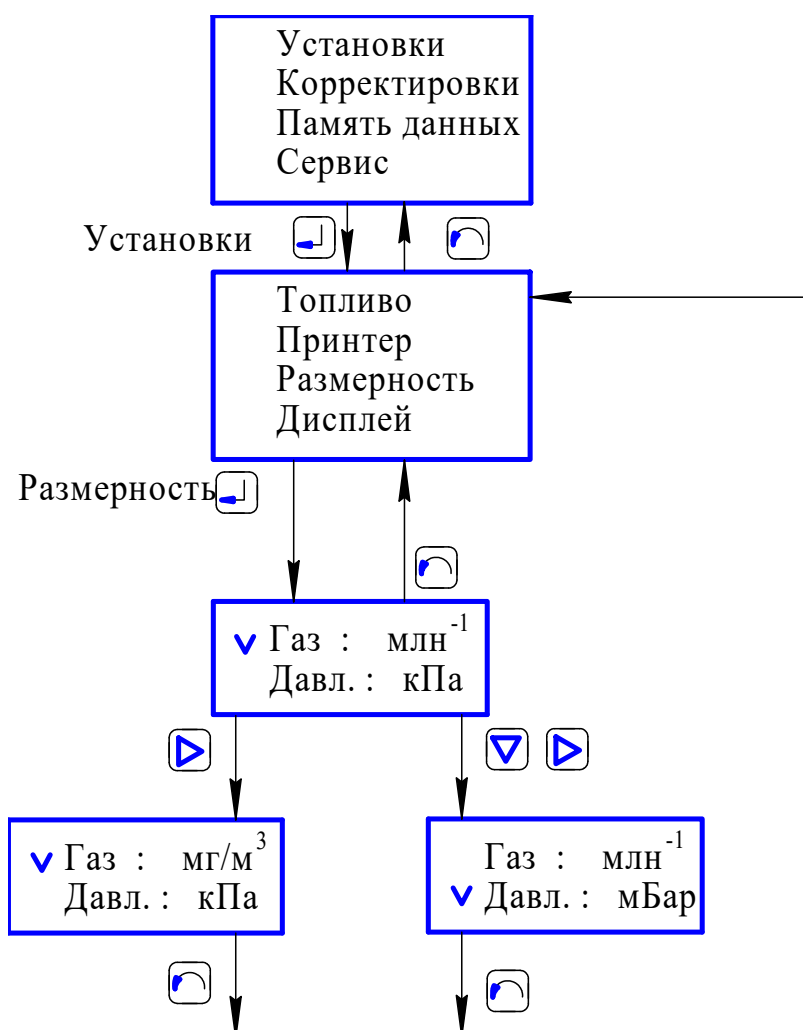 Установки
Корректировки
Память данных
Сервис
Установки
Топливо
Принтер
Размерность
Дисплей
Размерность
Газ : млн⁻¹
Давл. : кПа
Газ : мг/м³
Давл. : кПа
Газ : млн⁻¹
Давл. : мБар